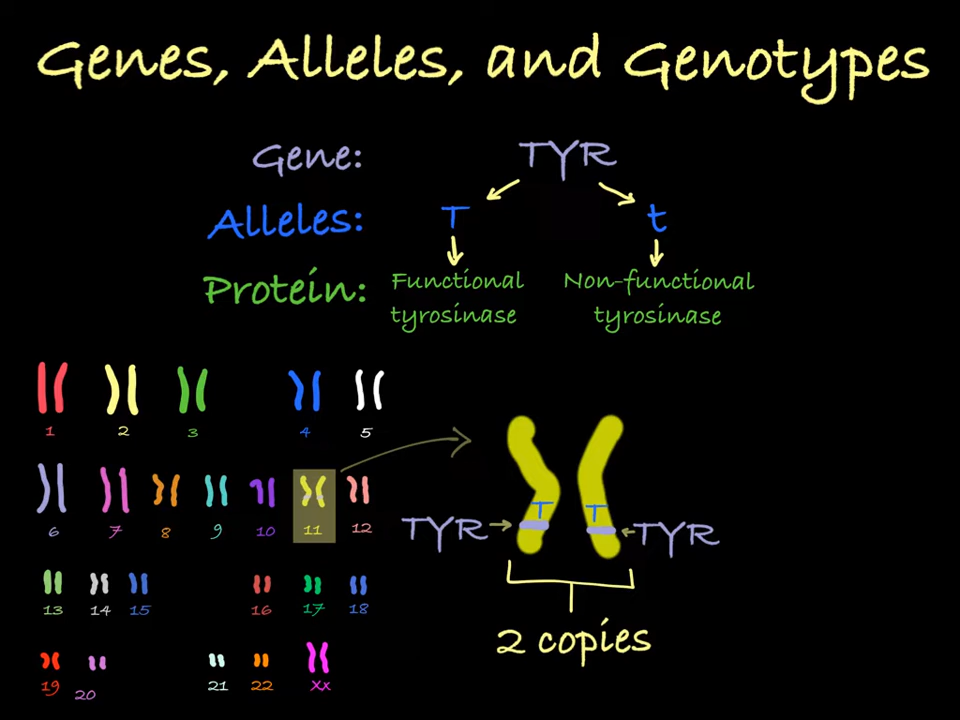 Genes, Alleles, and Genotypes
Gene: TYR
Alleles: T t
Protein: Functional tyrosinase Non-functional tyrosinase
1 2 3 4 5
6 7 8 9 10 11 12
13 14 15 16 17 18
19 20 21 22 Xx
T T
TYR TYR
2 copies